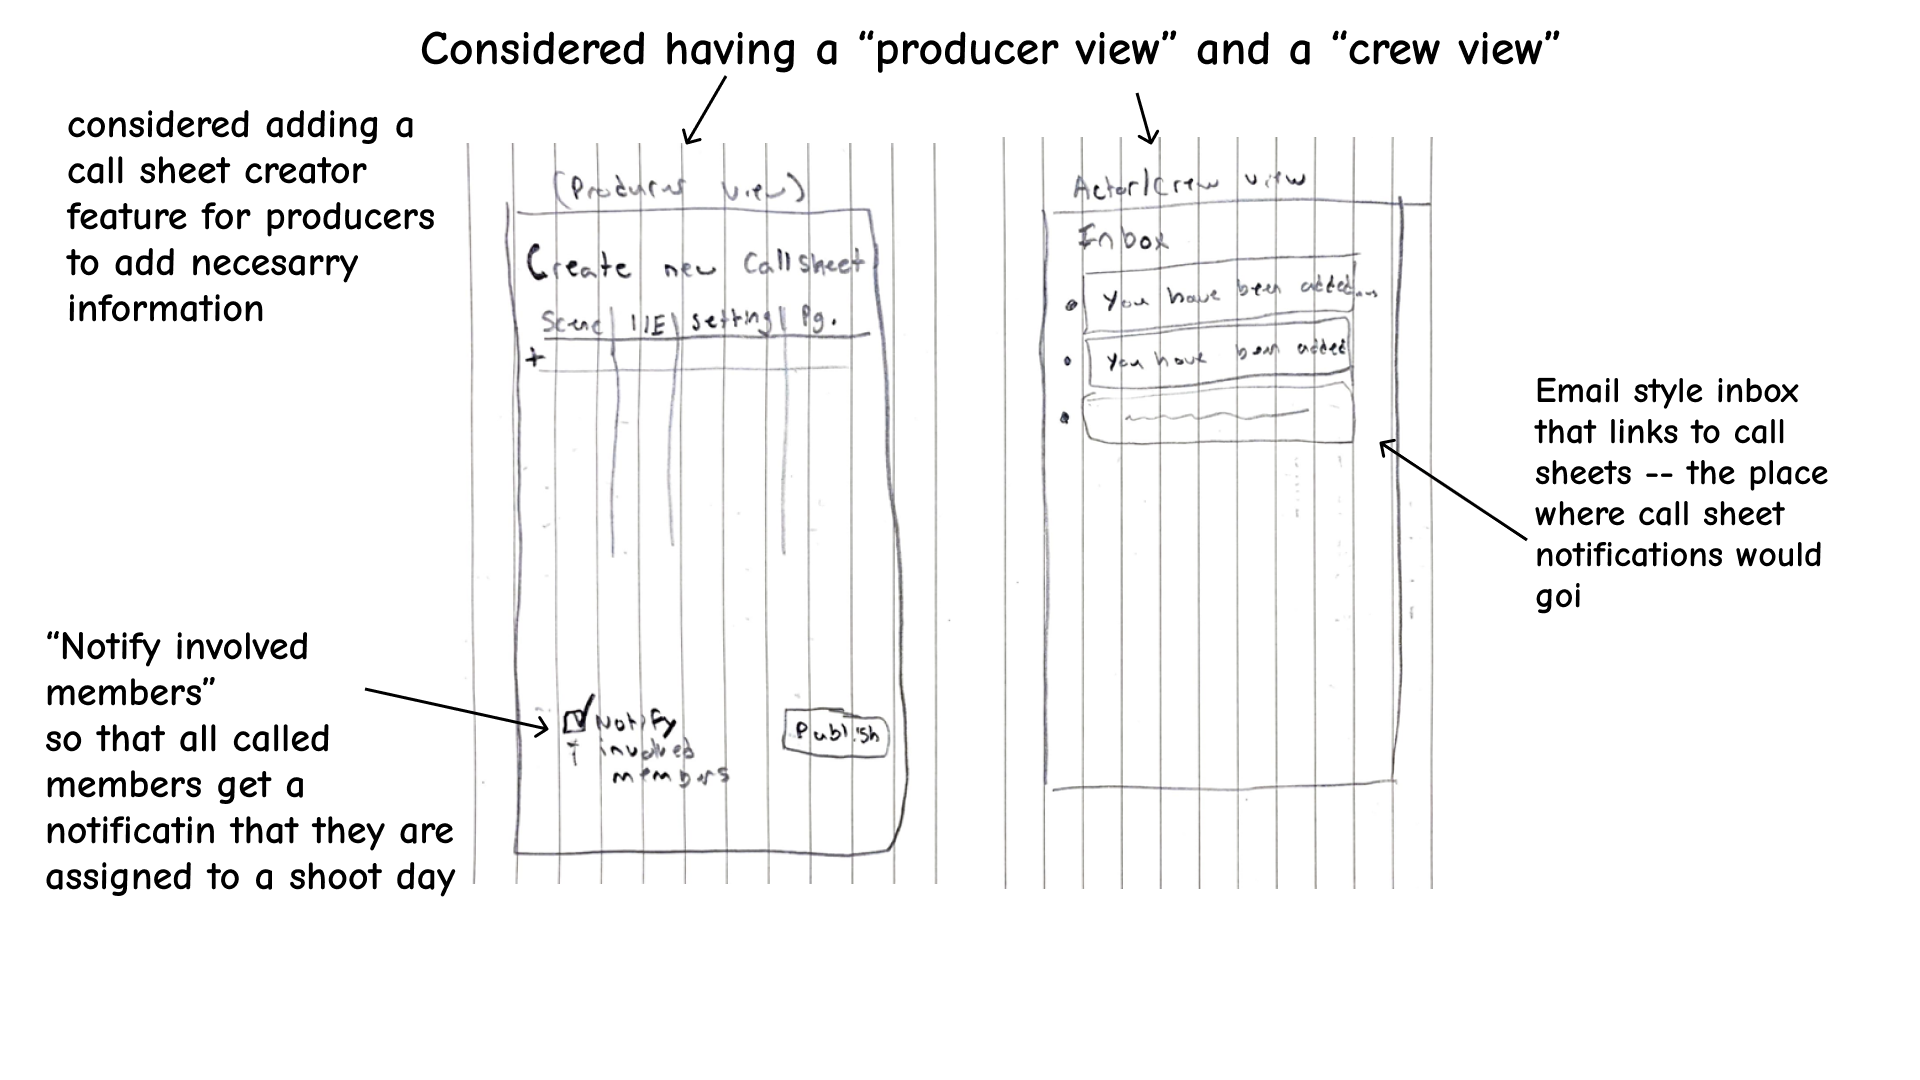 Considered having a “producer view” and a “crew view”
considered adding a
call sheet creator
feature for producers
to add necesarry
information
“Notify involved
members”
so that all called
members get a
notificatin that they are
assigned to a shoot day
(Producers view)
Create new Callsheet
Scene | I/E | setting | Pg.
+
Notify
involved
members
Publish
Actor/Crew view
Inbox
You have been added...
You have been added
Email style inbox
that links to call
sheets -- the place
where call sheet
notifications would
goi